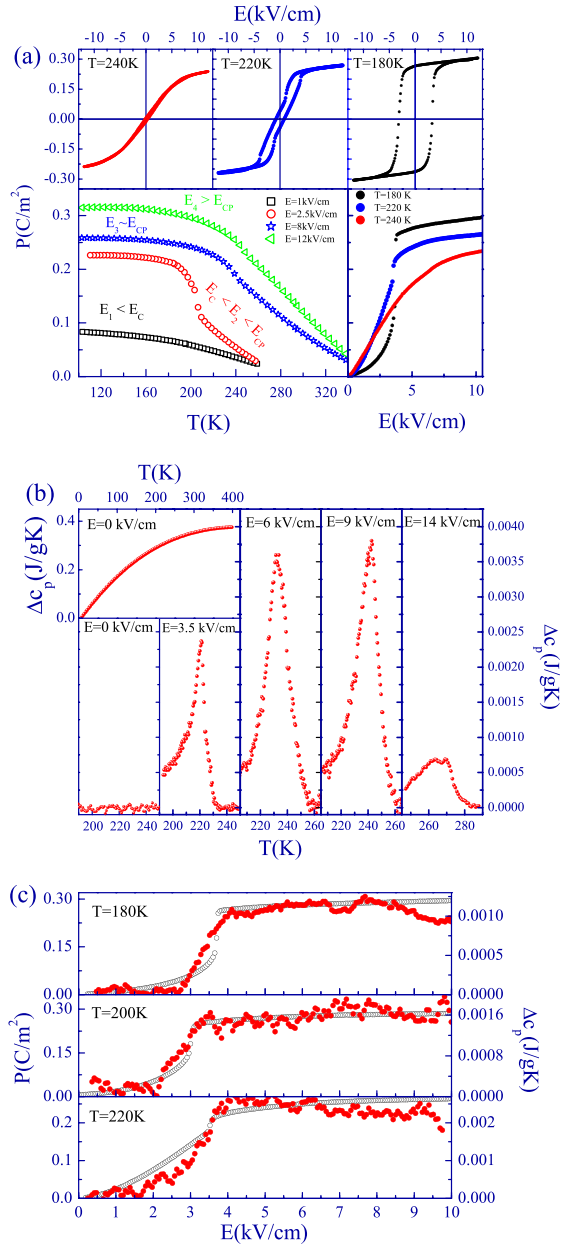 E(kV/cm)
-10 -5 0 5 10 -10 -5 0 5 10 -10 -5 0 5 10
(a)
T=240K T=220K T=180K
0.30
0.15
0.00
-0.15
-0.30
P(C/m²)
E₄ > E_CP
E₃~E_CP
E_C < E₂ < E_CP
E₁ < E_C
E=1kV/cm
E=2.5kV/cm
E=8kV/cm
E=12kV/cm
T=180 K
T=220 K
T=240 K
0.3
0.2
0.1
0.0
120 160 200 240 280 320
0 5 10
T(K) E(kV/cm)
(b)
T(K)
0 100 200 300 400
Δc_p (J/gK)
0.4
0.2
0.0
E=0 kV/cm E=6 kV/cm E=9 kV/cm E=14 kV/cm
E=0 kV/cm E=3.5 kV/cm
0.0040
0.0035
0.0030
0.0025
0.0020
0.0015
0.0010
0.0005
0.0000
Δc_p (J/gK)
200 220 240 200 220 240 220 240 260 220 240 260 260 280
T(K)
(c)
T=180K
0.30
0.15
0.00
0.0012
0.0006
0.0000
T=200K
0.30
0.15
0.00
0.0016
0.0008
0.0000
P(C/m²)
Δc_p (J/gK)
T=220K
0.2
0.1
0.0
0.002
0.001
0.000
0 1 2 3 4 5 6 7 8 9 10
E(kV/cm)